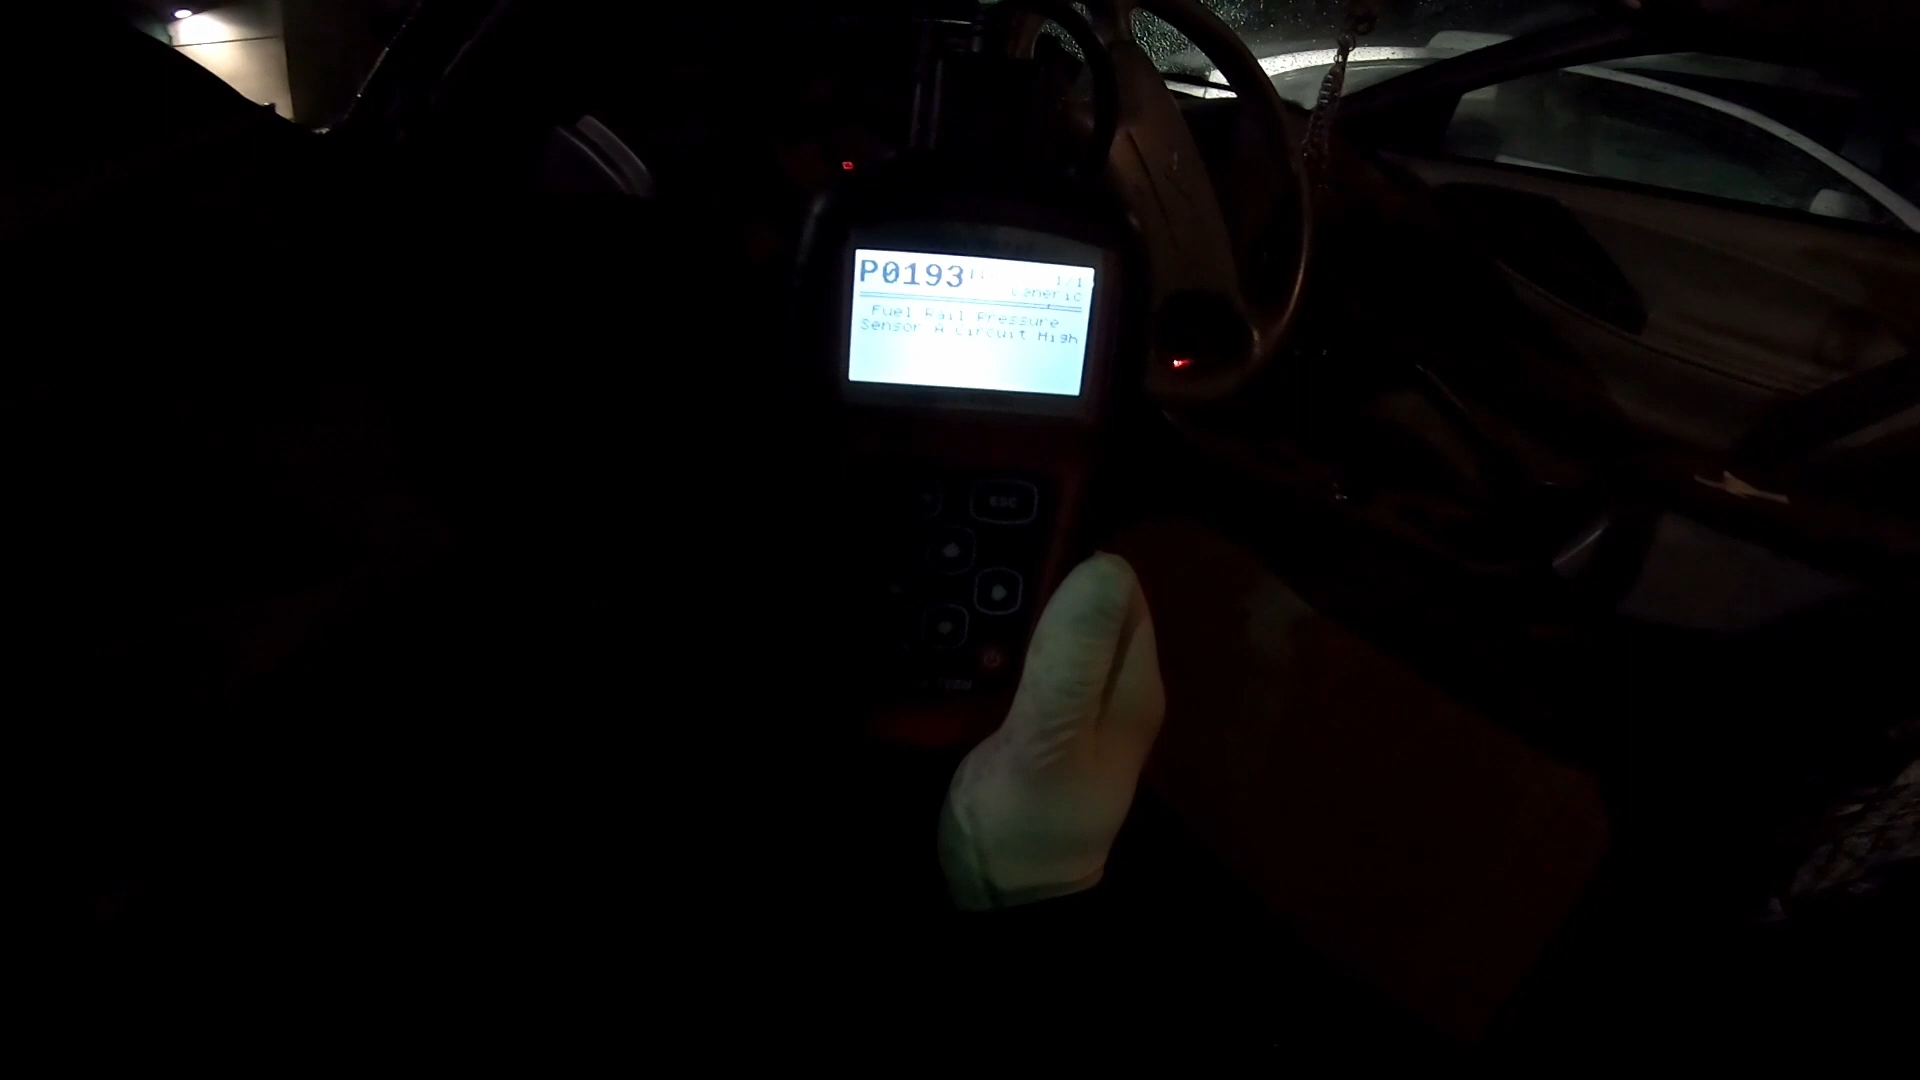 P0193 1/1
Generic
Fuel Rail Pressure
Sensor A Circuit High
ESC